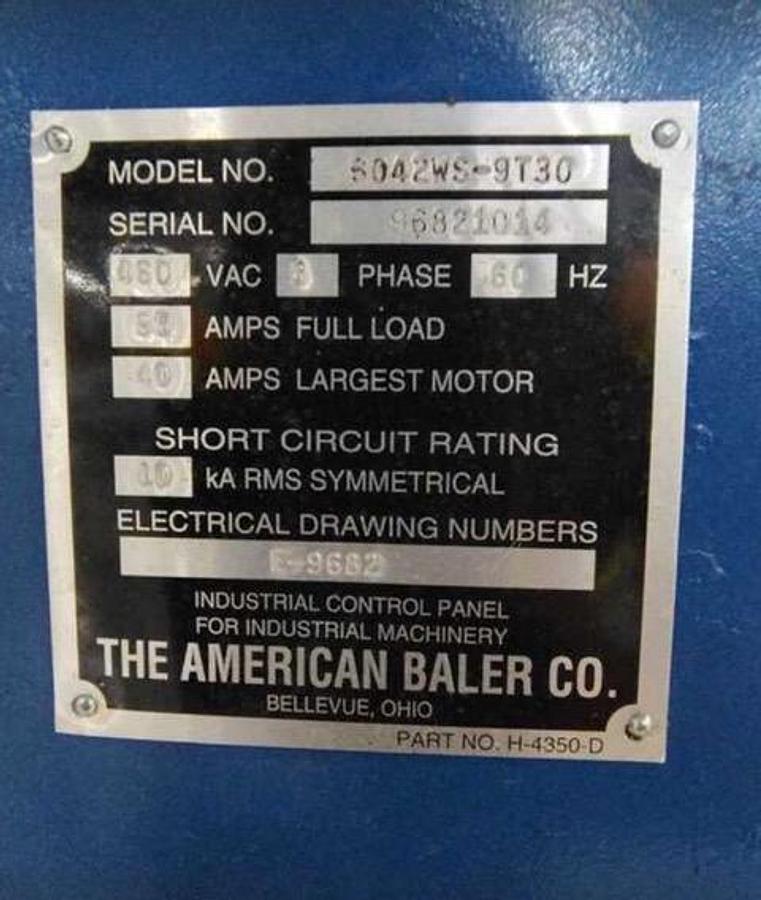 MODEL NO. 6042WS-9T30
SERIAL NO. 96821014
460 VAC 3 PHASE 60 HZ
AMPS FULL LOAD
40 AMPS LARGEST MOTOR
SHORT CIRCUIT RATING
10 kA RMS SYMMETRICAL
ELECTRICAL DRAWING NUMBERS
E-9682
INDUSTRIAL CONTROL PANEL
FOR INDUSTRIAL MACHINERY
THE AMERICAN BALER CO.
BELLEVUE, OHIO
PART NO. H-4350-D